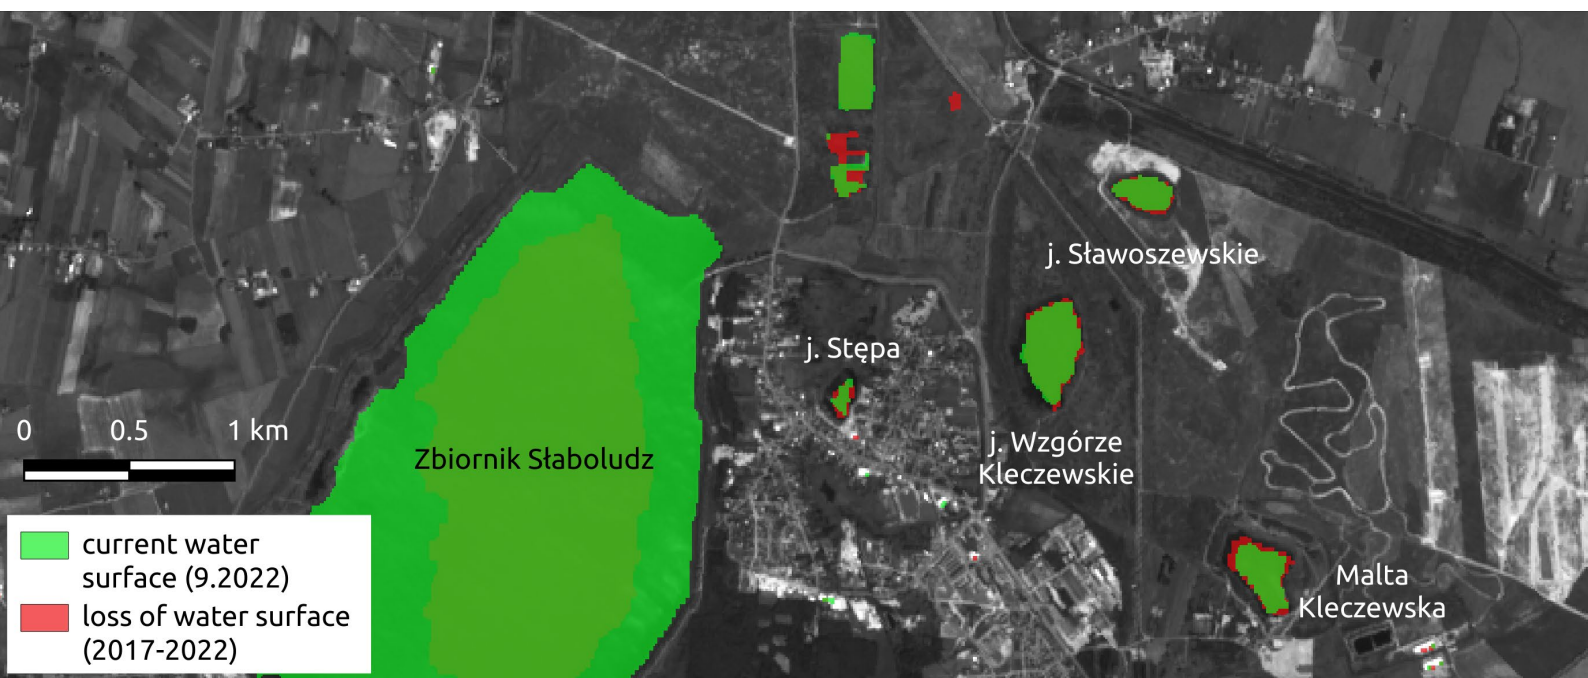 j. Sławoszewskie
j. Stępa
0 0.5 1 km
Zbiornik Słaboludz
j. Wzgórze
Kleczewskie
current water
surface (9.2022)
loss of water surface
(2017-2022)
Malta
Kleczewska